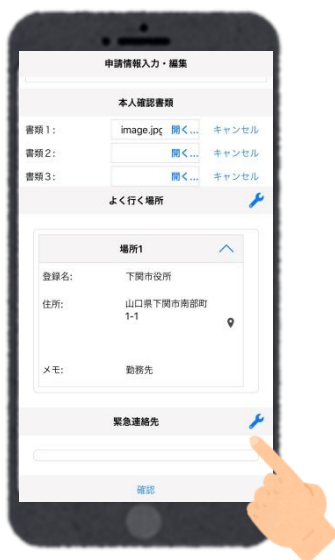 申請情報入力・編集
本人確認書類
書類1: image.jpg 開く... キャンセル
書類2: 開く... キャンセル
書類3: 開く... キャンセル
よく行く場所
場所1
登録名: 下関市役所
住所: 山口県下関市南部町
1-1
メモ: 勤務先
緊急連絡先
確認